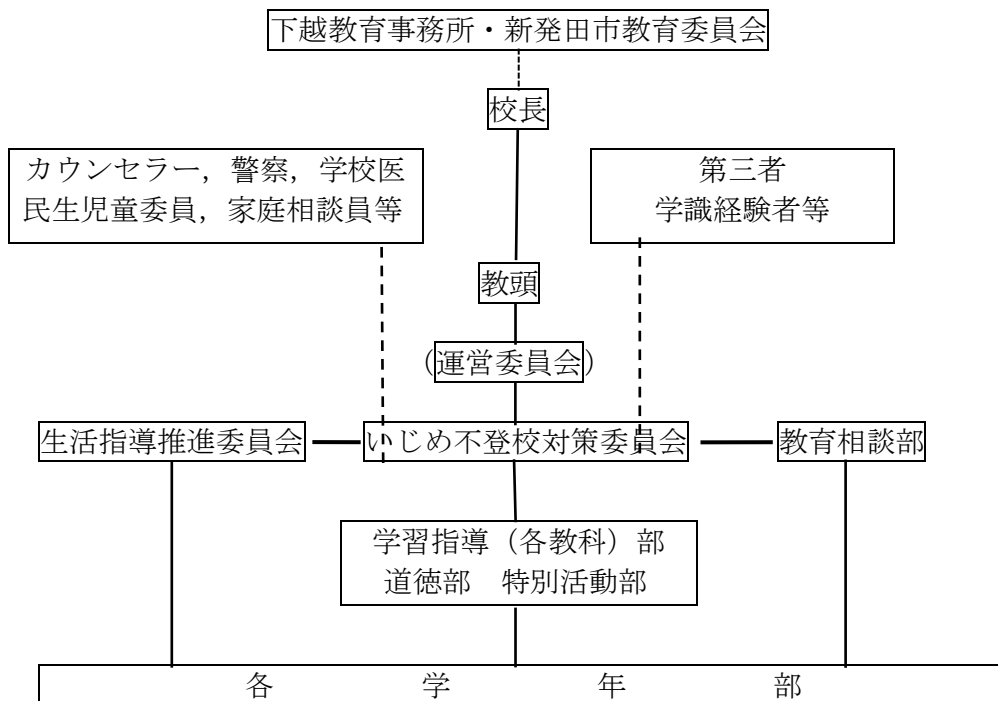 下越教育事務所・新発田市教育委員会
校長
カウンセラー，警察，学校医
民生児童委員，家庭相談員等
第三者
学識経験者等
教頭
（運営委員会）
生活指導推進委員会
いじめ不登校対策委員会
教育相談部
学習指導（各教科）部
道徳部　特別活動部
各　学　年　部